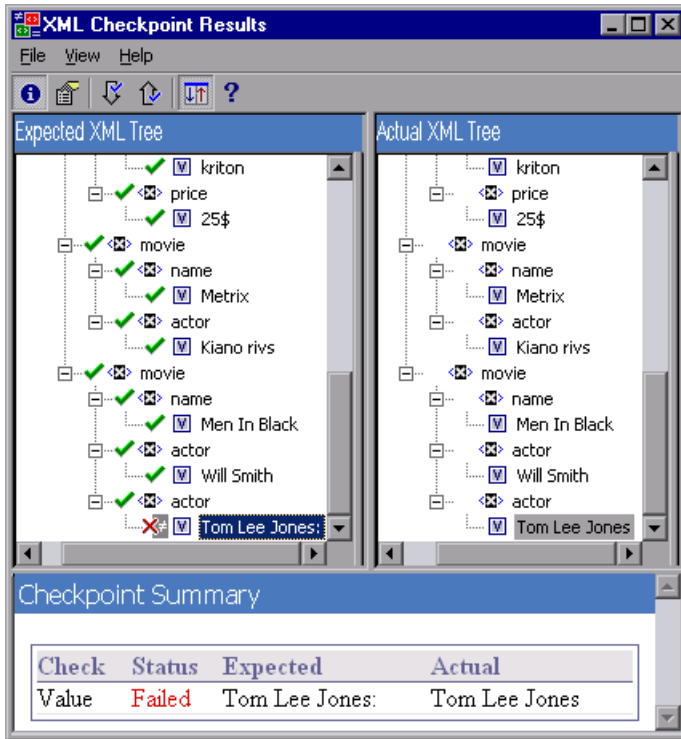 XML Checkpoint Results
File View Help
Expected XML Tree
kriton
price
25$
movie
name
Metrix
actor
Kiano rivs
movie
name
Men In Black
actor
Will Smith
actor
Tom Lee Jones:
Actual XML Tree
kriton
price
25$
movie
name
Metrix
actor
Kiano rivs
movie
name
Men In Black
actor
Will Smith
actor
Tom Lee Jones
Checkpoint Summary
Check Status Expected Actual
Value Failed Tom Lee Jones: Tom Lee Jones